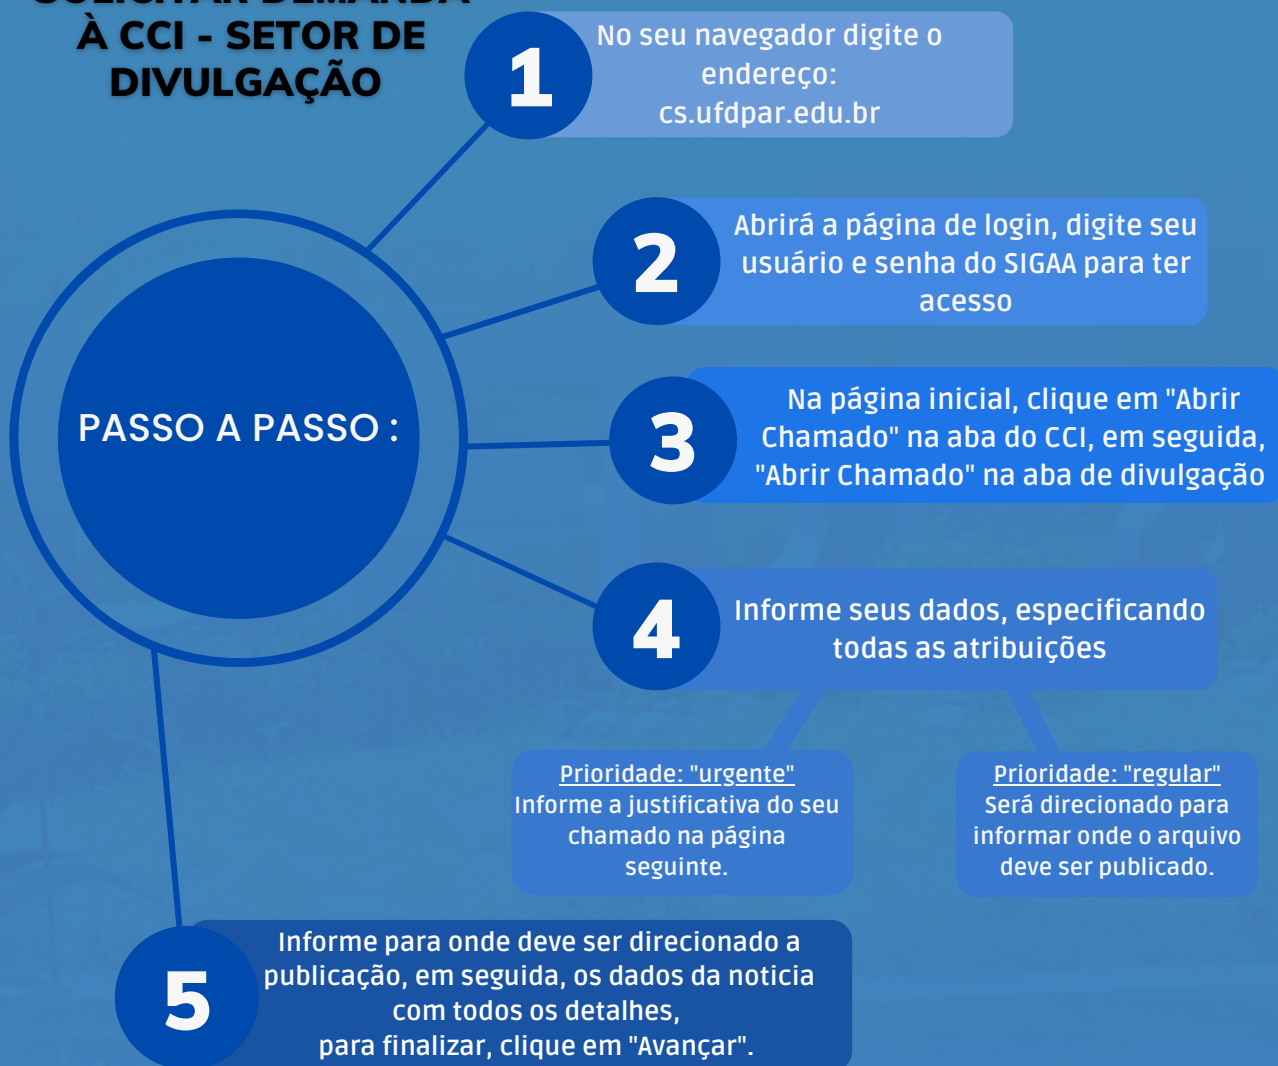 SOLICITAR DEMANDA
À CCI - SETOR DE
DIVULGAÇÃO
1
No seu navegador digite o
endereço:
cs.ufdpar.edu.br
2
Abrirá a página de login, digite seu
usuário e senha do SIGAA para ter
acesso
PASSO A PASSO :
3
Na página inicial, clique em "Abrir
Chamado" na aba do CCI, em seguida,
"Abrir Chamado" na aba de divulgação
4
Informe seus dados, especificando
todas as atribuições
Prioridade: "urgente"
Informe a justificativa do seu
chamado na página
seguinte.
Prioridade: "regular"
Será direcionado para
informar onde o arquivo
deve ser publicado.
5
Informe para onde deve ser direcionado a
publicação, em seguida, os dados da noticia
com todos os detalhes,
para finalizar, clique em "Avançar".